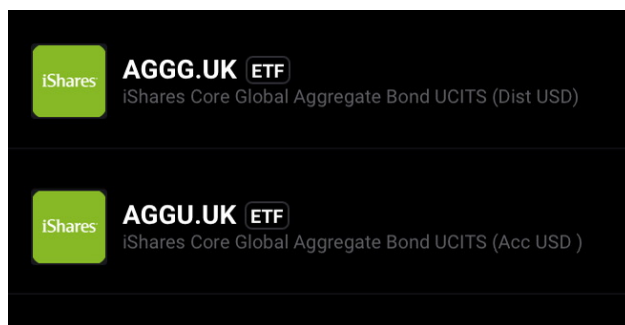 iShares
AGGG.UK ETF
iShares Core Global Aggregate Bond UCITS (Dist USD)
iShares
AGGU.UK ETF
iShares Core Global Aggregate Bond UCITS (Acc USD )